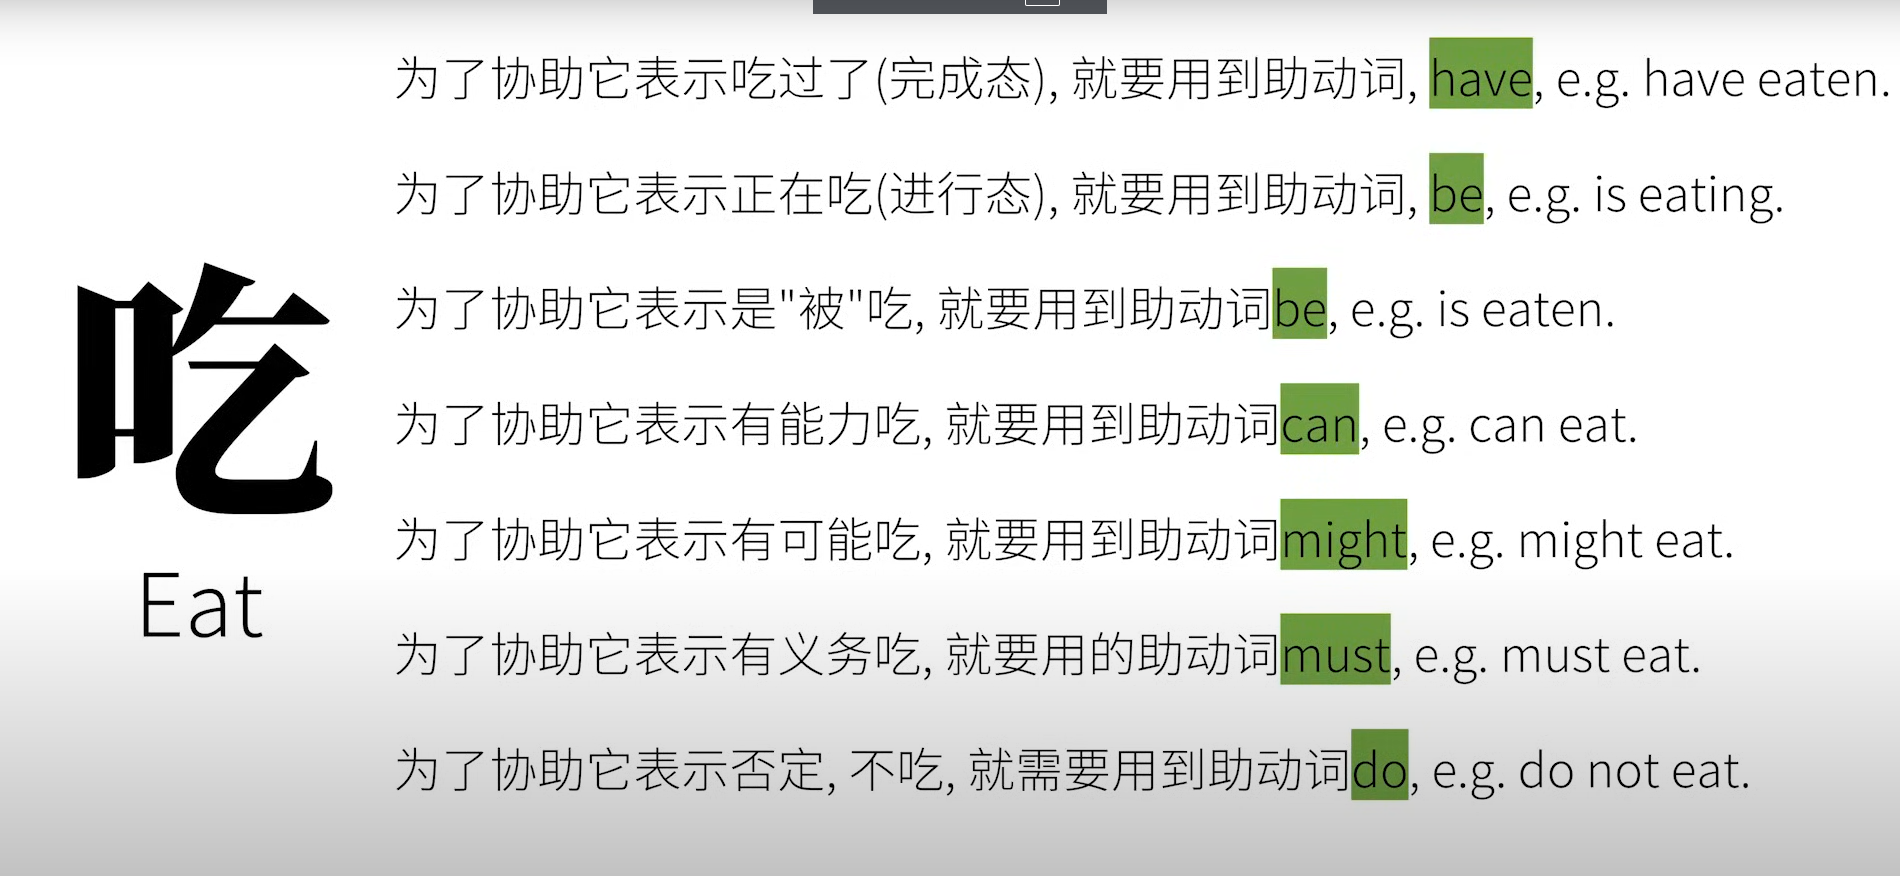 为了协助它表示吃过了(完成态), 就要用到助动词, have, e.g. have eaten.
为了协助它表示正在吃(进行态), 就要用到助动词, be, e.g. is eating.
为了协助它表示是"被"吃, 就要用到助动词be, e.g. is eaten.
为了协助它表示有能力吃, 就要用到助动词can, e.g. can eat.
为了协助它表示有可能吃, 就要用到助动词might, e.g. might eat.
为了协助它表示有义务吃, 就要用的助动词must, e.g. must eat.
为了协助它表示否定, 不吃, 就需要用到助动词do, e.g. do not eat.
吃
Eat